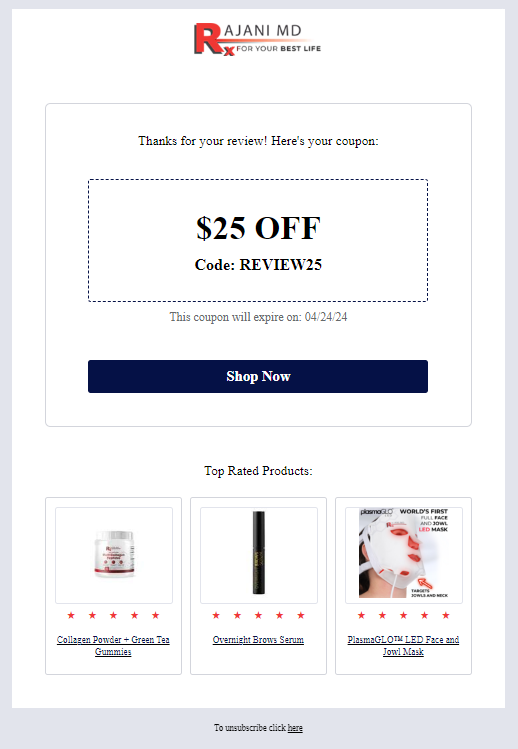 RAJANI MD
Rx FOR YOUR BEST LIFE
Thanks for your review! Here's your coupon:
$25 OFF
Code: REVIEW25
This coupon will expire on: 04/24/24
Shop Now
Top Rated Products:
plasmaGLO
WORLD'S FIRST
FULL FACE
AND JOWL
LED MASK
TARGETS
JOWLS AND NECK
★ ★ ★ ★ ★
★ ★ ★ ★ ★
★ ★ ★ ★ ★
Collagen Powder + Green Tea
Gummies
Overnight Brows Serum
PlasmaGLO™ LED Face and
Jowl Mask
To unsubscribe click here